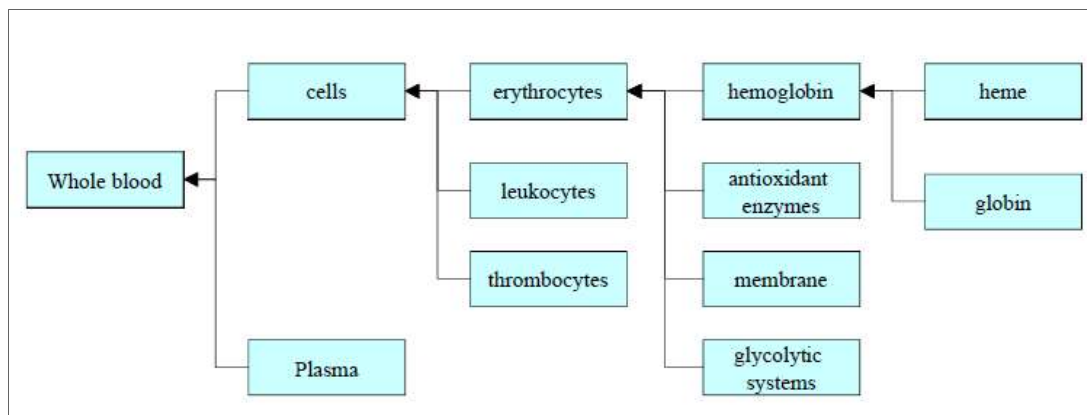 cells
erythrocytes
hemoglobin
heme
Whole blood
leukocytes
antioxidant
enzymes
globin
thrombocytes
membrane
Plasma
glycolytic
systems